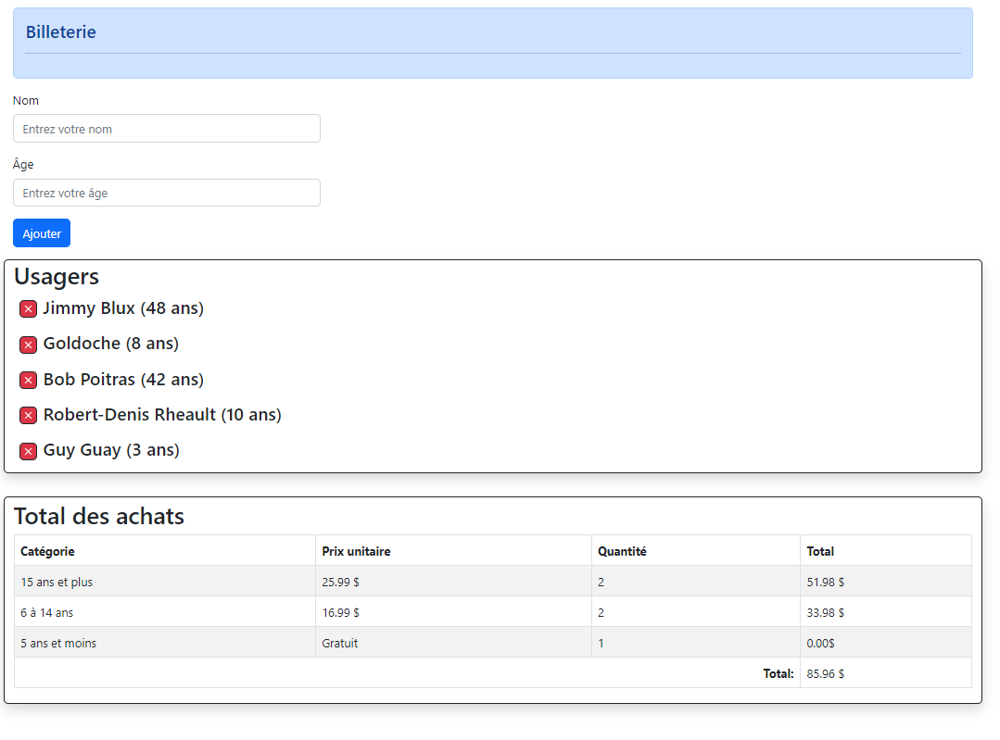 Billeterie
Nom
Entrez votre nom
Âge
Entrez votre âge
Ajouter
Usagers
Jimmy Blux (48 ans)
Goldoche (8 ans)
Bob Poitras (42 ans)
Robert-Denis Rheault (10 ans)
Guy Guay (3 ans)
Total des achats
Catégorie Prix unitaire Quantité Total
15 ans et plus 25.99 $ 2 51.98 $
6 à 14 ans 16.99 $ 2 33.98 $
5 ans et moins Gratuit 1 0.00$
Total: 85.96 $